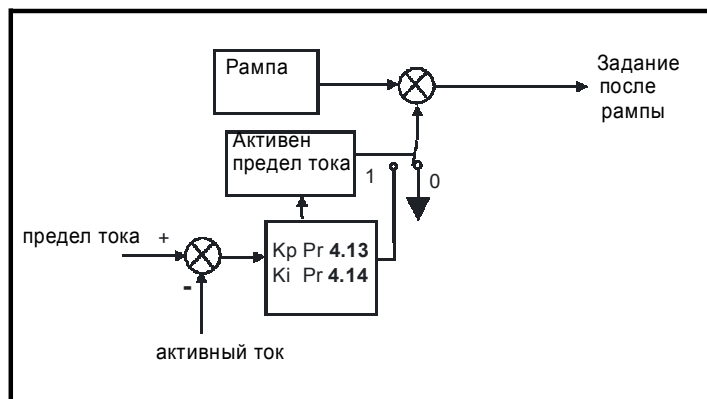 Рампа
Задание
после
рампы
Активен
предел тока
1
0
предел тока
+
Kp Pr 4.13
Ki Pr 4.14
-
активный ток